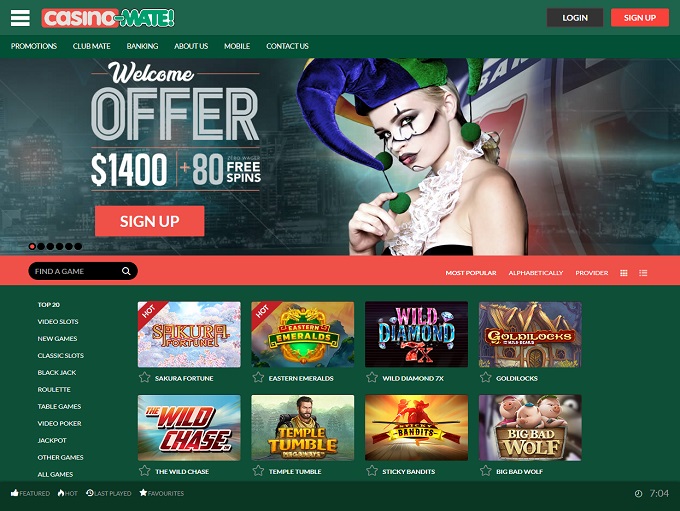 casino-MATE!
LOGIN
SIGN UP
PROMOTIONS
CLUB MATE
BANKING
ABOUT US
MOBILE
CONTACT US
Welcome
OFFER
$1400 +80 ZERO WAGER FREE SPINS
SIGN UP
FIND A GAME
MOST POPULAR
ALPHABETICALLY
PROVIDER
TOP 20
VIDEO SLOTS
NEW GAMES
CLASSIC SLOTS
BLACK JACK
ROULETTE
TABLE GAMES
VIDEO POKER
JACKPOT
OTHER GAMES
ALL GAMES
HOT
SAKURA
FORTUNE
SAKURA FORTUNE
HOT
EASTERN
EMERALDS
EASTERN EMERALDS
WILD
DIAMOND
7X
WILD DIAMOND 7X
GOLDILOCKS
GOLDILOCKS
THE WILD
CHASE
THE WILD CHASE
TEMPLE
TUMBLE
MEGAWAYS
TEMPLE TUMBLE
STICKY
BANDITS
STICKY BANDITS
BIG BAD
WOLF
BIG BAD WOLF
FEATURED
HOT
LAST PLAYED
FAVOURITES
7:04